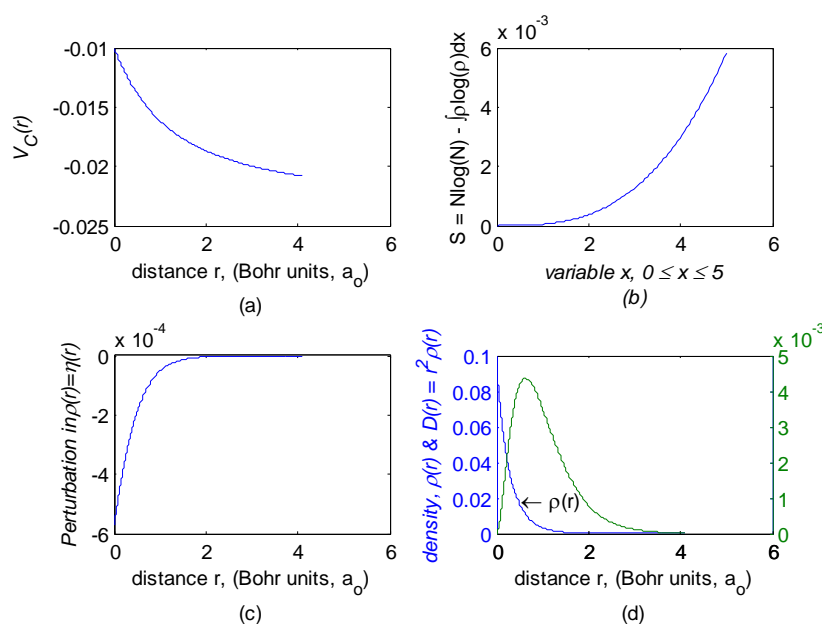 -0.01
-0.015
-0.02
-0.025
V_C(r)
0 2 4 6
distance r, (Bohr units, a_o)
(a)
x 10^-3
6
4
2
0
S = Nlog(N) - ∫ρlog(ρ)dx
0 2 4 6
variable x, 0 ≤ x ≤ 5
(b)
x 10^-4
0
-2
-4
-6
Perturbation in ρ(r)=η(r)
0 2 4 6
distance r, (Bohr units, a_o)
(c)
0.1
0.08
0.06
0.04
0.02
0
density, ρ(r) & D(r) = r^2 ρ(r)
← ρ(r)
x 10^-3
5
4
3
2
1
0
0 2 4 6
distance r, (Bohr units, a_o)
(d)